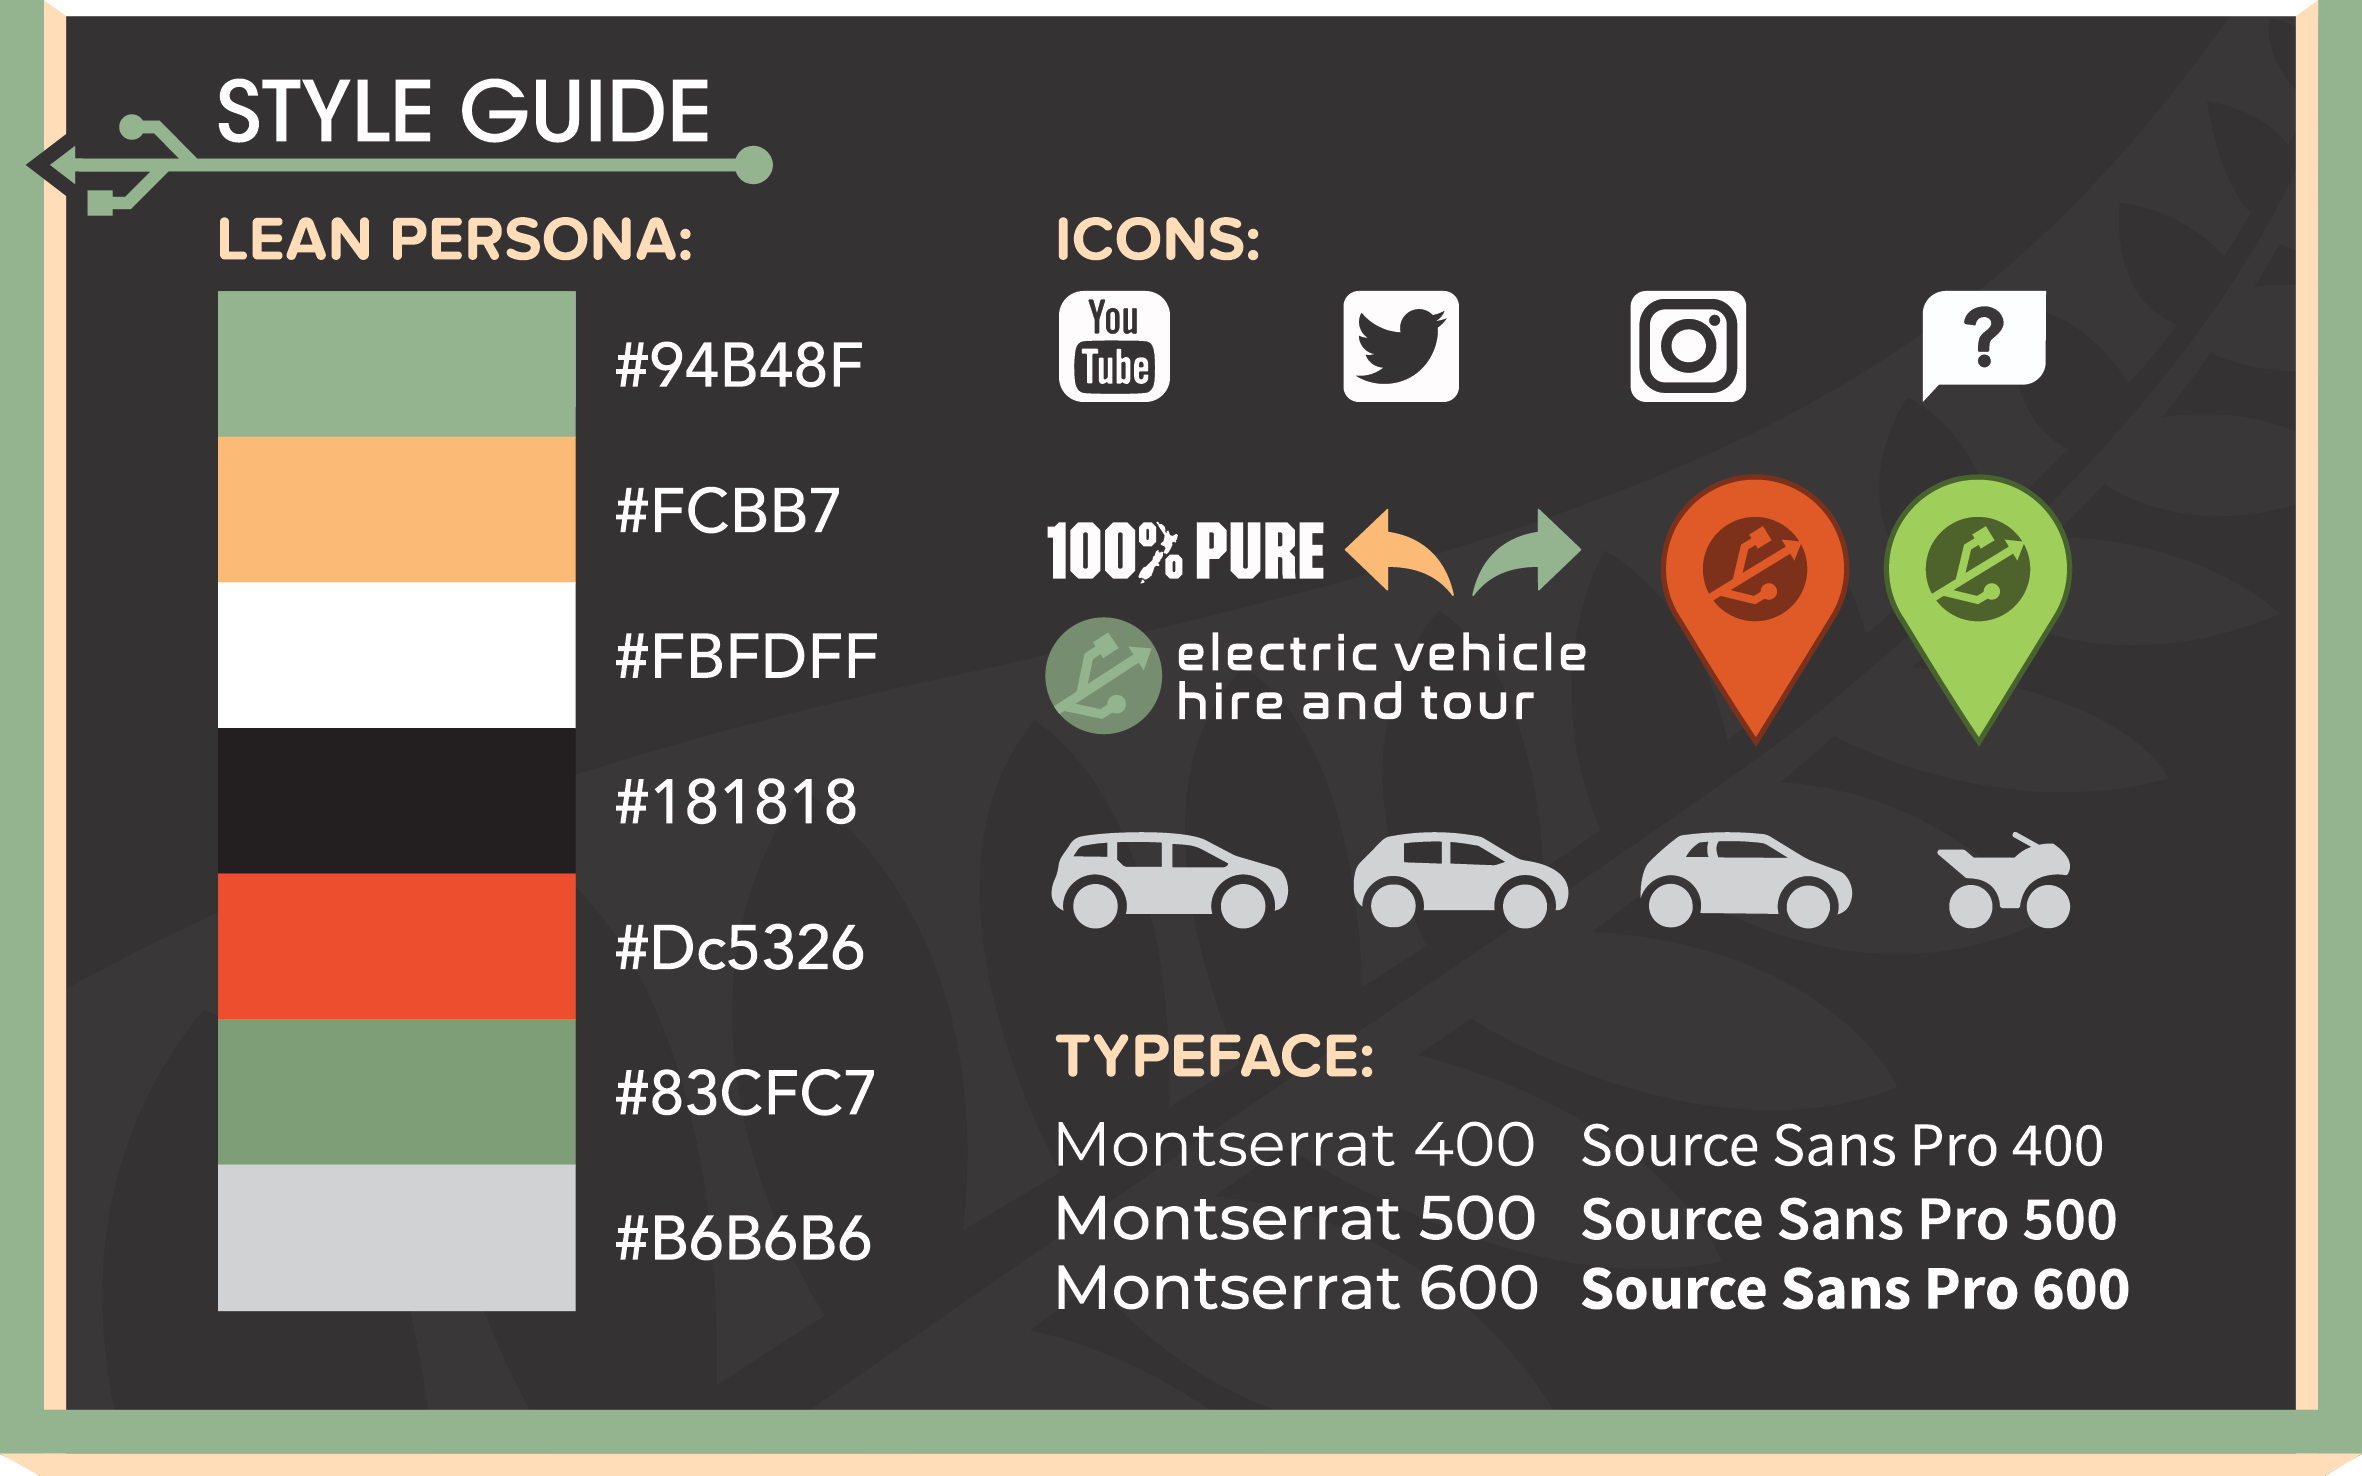 STYLE GUIDE
LEAN PERSONA:
#94B48F
#FCBB7
#FBFDFF
#181818
#Dc5326
#83CFC7
#B6B6B6
ICONS:
You
Tube
?
100% PURE
electric vehicle
hire and tour
TYPEFACE:
Montserrat 400
Montserrat 500
Montserrat 600
Source Sans Pro 400
Source Sans Pro 500
Source Sans Pro 600